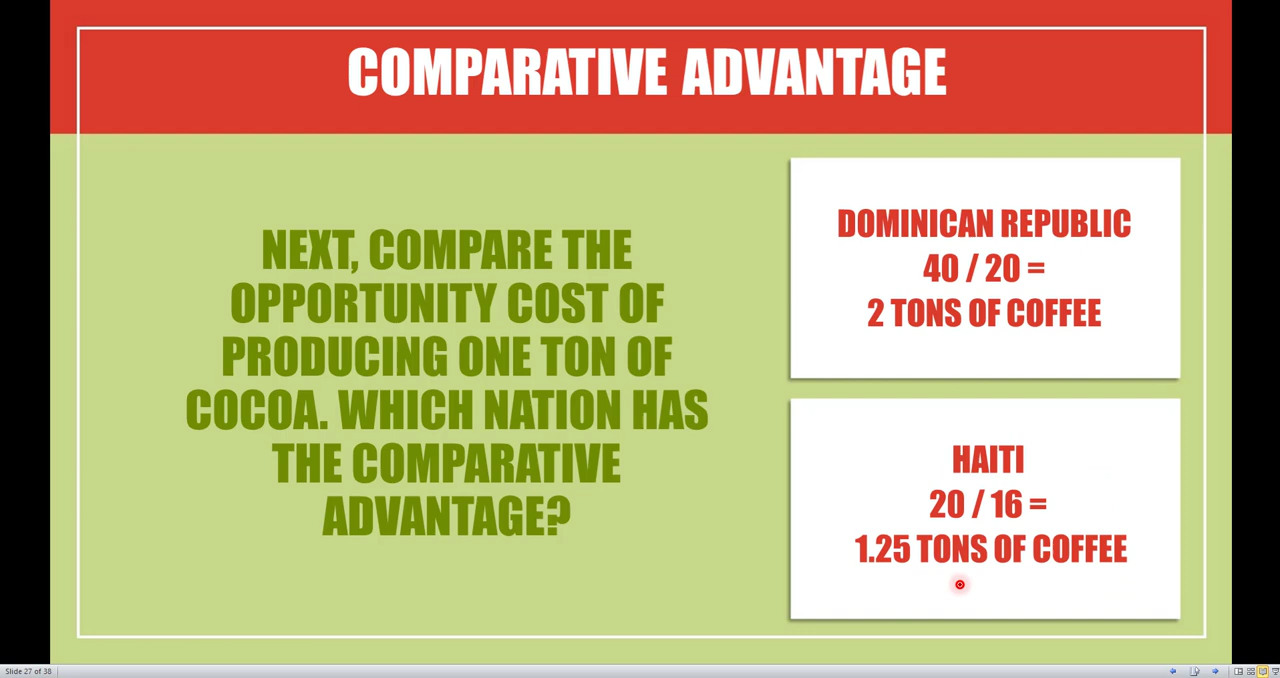 COMPARATIVE ADVANTAGE
NEXT, COMPARE THE
OPPORTUNITY COST OF
PRODUCING ONE TON OF
COCOA. WHICH NATION HAS
THE COMPARATIVE
ADVANTAGE?
DOMINICAN REPUBLIC
40 / 20 =
2 TONS OF COFFEE
HAITI
20 / 16 =
1.25 TONS OF COFFEE
Slide 27 of 38